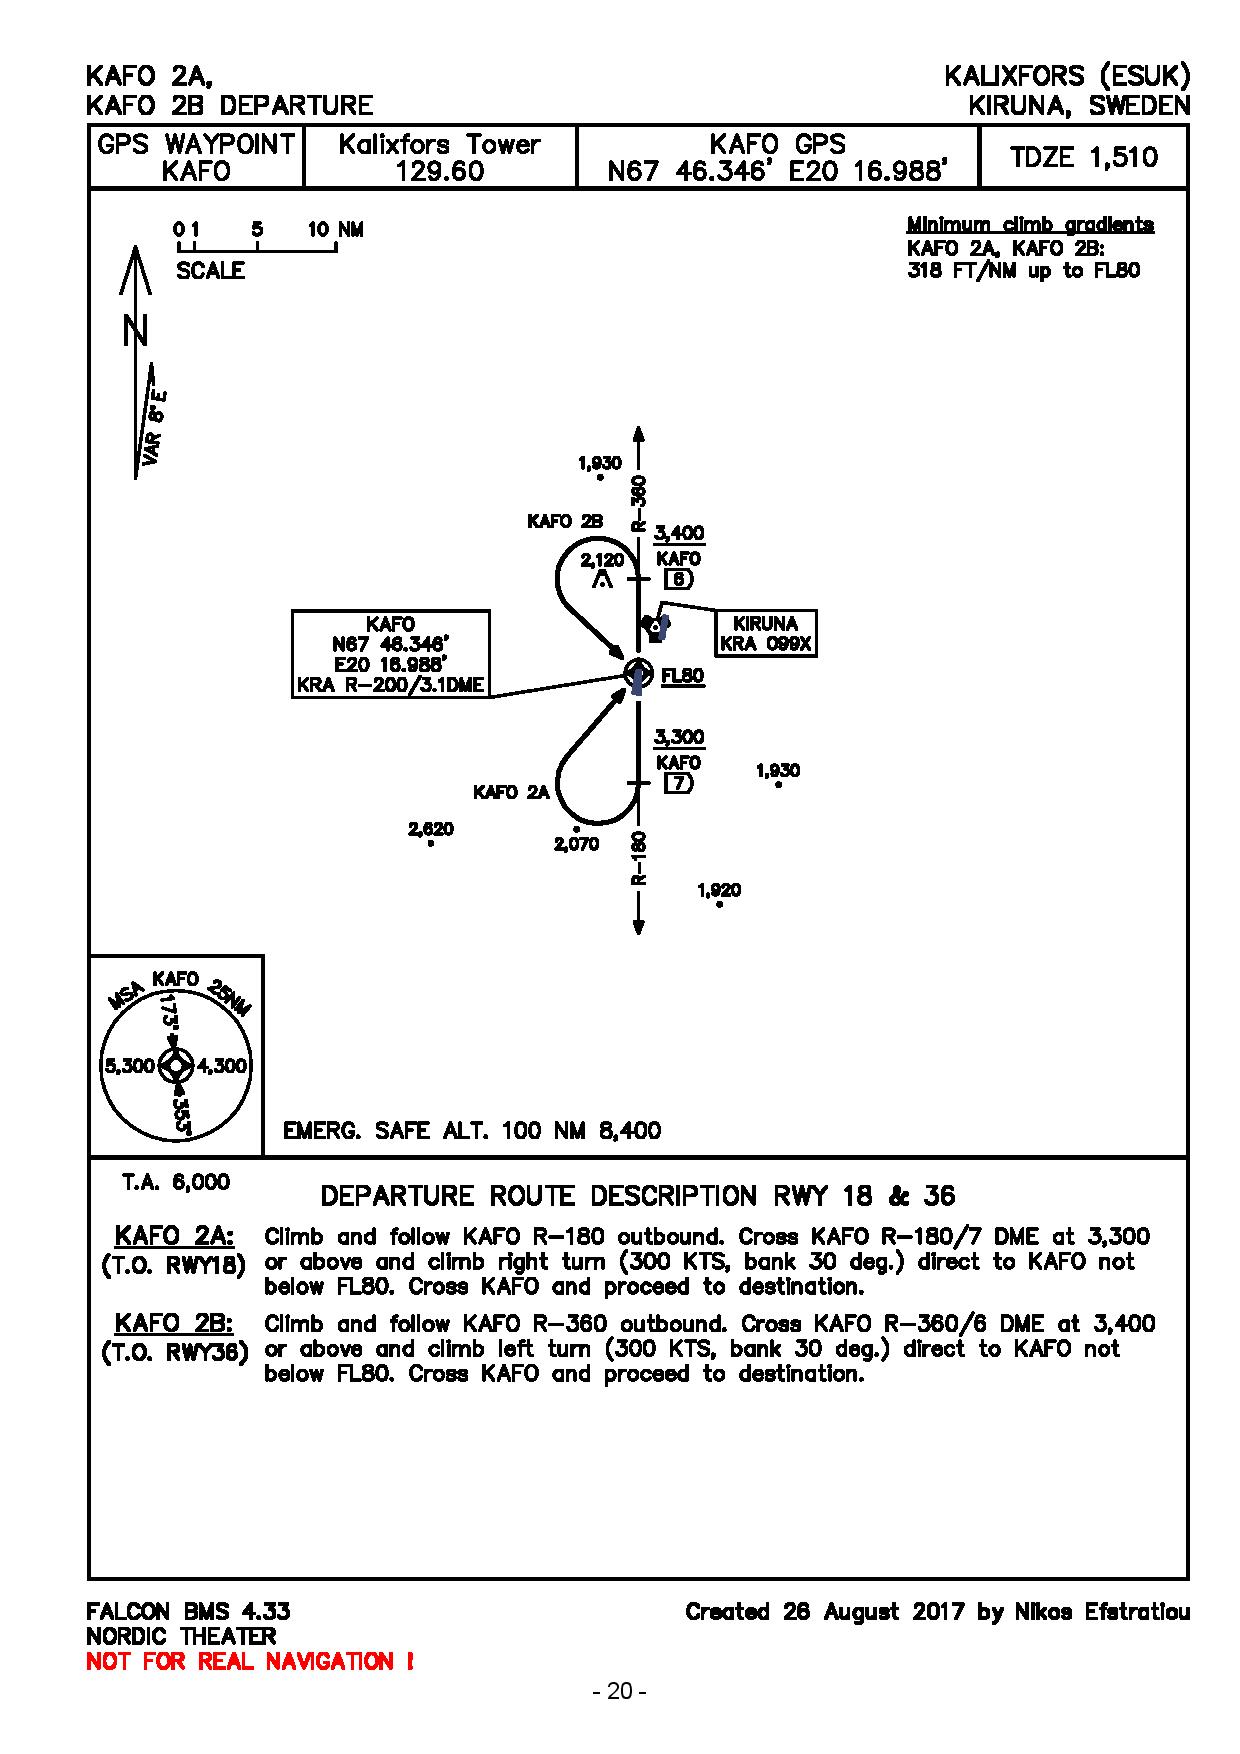 KAFO 2A,
KAFO 2B DEPARTURE
KALIXFORS (ESUK)
KIRUNA, SWEDEN
GPS WAYPOINT
KAFO
Kalixfors Tower
129.60
KAFO GPS
N67 46.346' E20 16.988'
TDZE 1,510
0 1 5 10 NM
SCALE
Minimum climb gradients
KAFO 2A, KAFO 2B:
318 FT/NM up to FL80
N
VAR 8° E
1,930
R-360
KAFO 2B
3,400
2,120
KAFO
6
KAFO
N67 46.346'
E20 16.988'
KRA R-200/3.1DME
KIRUNA
KRA 099X
FL80
3,300
KAFO
7
1,930
KAFO 2A
2,620
2,070
R-180
1,920
MSA KAFO 25NM
173°
5,300
4,300
353°
EMERG. SAFE ALT. 100 NM 8,400
T.A. 6,000
DEPARTURE ROUTE DESCRIPTION RWY 18 & 36
KAFO 2A: Climb and follow KAFO R-180 outbound. Cross KAFO R-180/7 DME at 3,300
(T.O. RWY18) or above and climb right turn (300 KTS, bank 30 deg.) direct to KAFO not
below FL80. Cross KAFO and proceed to destination.
KAFO 2B: Climb and follow KAFO R-360 outbound. Cross KAFO R-360/6 DME at 3,400
(T.O. RWY36) or above and climb left turn (300 KTS, bank 30 deg.) direct to KAFO not
below FL80. Cross KAFO and proceed to destination.
FALCON BMS 4.33
NORDIC THEATER
NOT FOR REAL NAVIGATION !
Created 26 August 2017 by Nikos Efstratiou
- 20 -